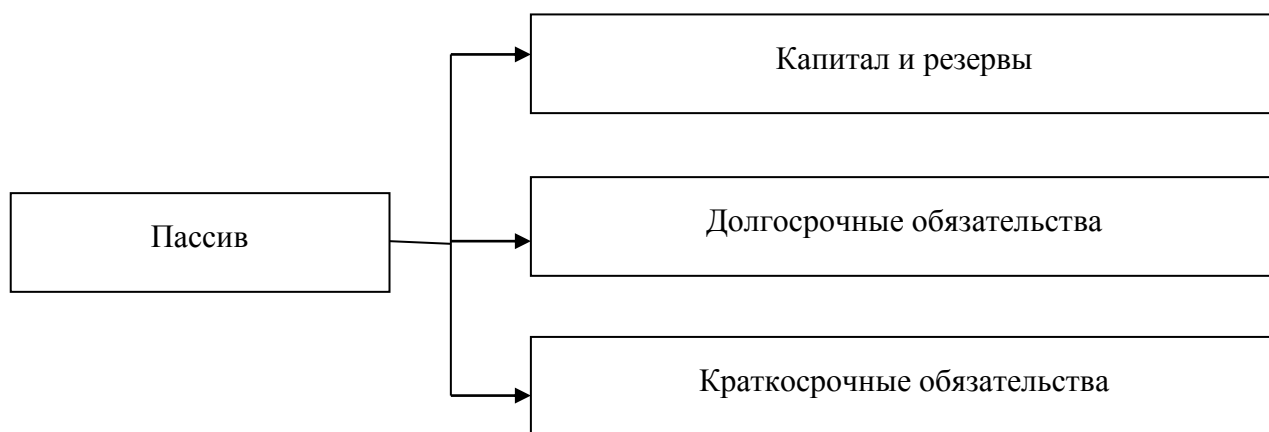 Капитал и резервы
Пассив
Долгосрочные обязательства
Краткосрочные обязательства